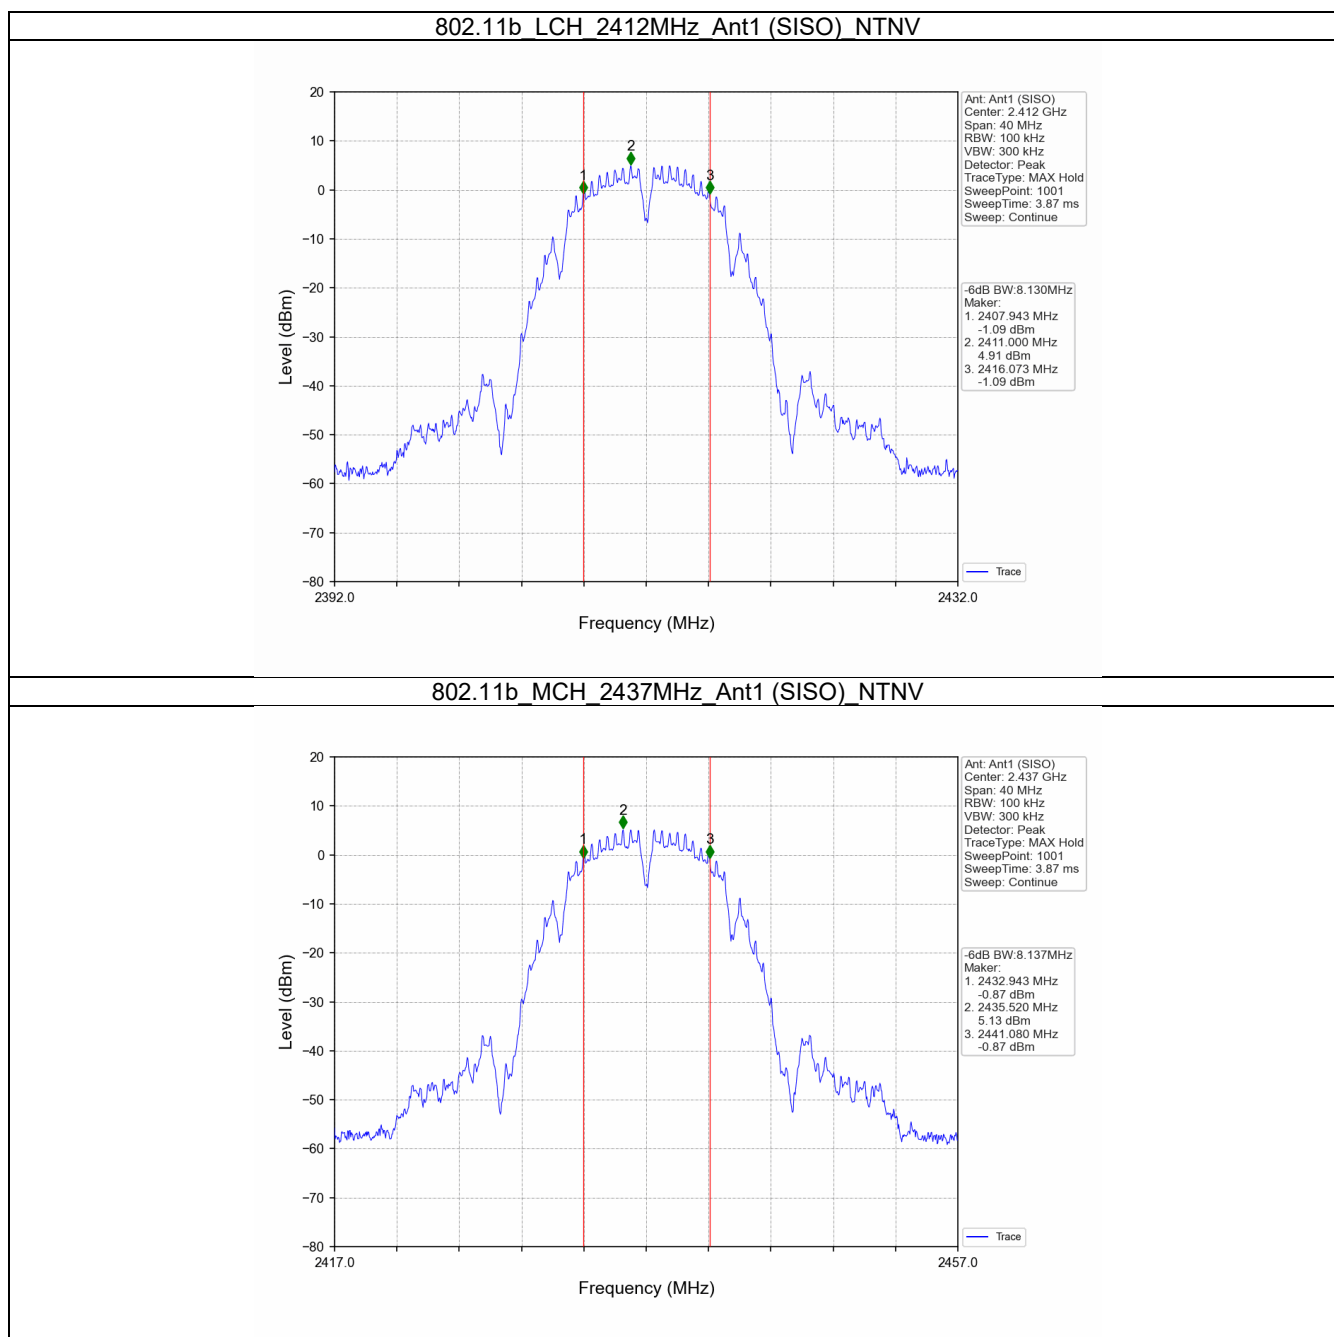 802.11b_LCH_2412MHz_Ant1 (SISO)_NTNV
20
10
0
−10
−20
−30
−40
−50
−60
−70
−80
Level (dBm)
1
2
3
2392.0
2432.0
Frequency (MHz)
Ant: Ant1 (SISO)
Center: 2.412 GHz
Span: 40 MHz
RBW: 100 kHz
VBW: 300 kHz
Detector: Peak
TraceType: MAX Hold
SweepPoint: 1001
SweepTime: 3.87 ms
Sweep: Continue
-6dB BW:8.130MHz
Maker:
1. 2407.943 MHz
-1.09 dBm
2. 2411.000 MHz
4.91 dBm
3. 2416.073 MHz
-1.09 dBm
Trace
802.11b_MCH_2437MHz_Ant1 (SISO)_NTNV
20
10
0
−10
−20
−30
−40
−50
−60
−70
−80
Level (dBm)
1
2
3
2417.0
2457.0
Frequency (MHz)
Ant: Ant1 (SISO)
Center: 2.437 GHz
Span: 40 MHz
RBW: 100 kHz
VBW: 300 kHz
Detector: Peak
TraceType: MAX Hold
SweepPoint: 1001
SweepTime: 3.87 ms
Sweep: Continue
-6dB BW:8.137MHz
Maker:
1. 2432.943 MHz
-0.87 dBm
2. 2435.520 MHz
5.13 dBm
3. 2441.080 MHz
-0.87 dBm
Trace